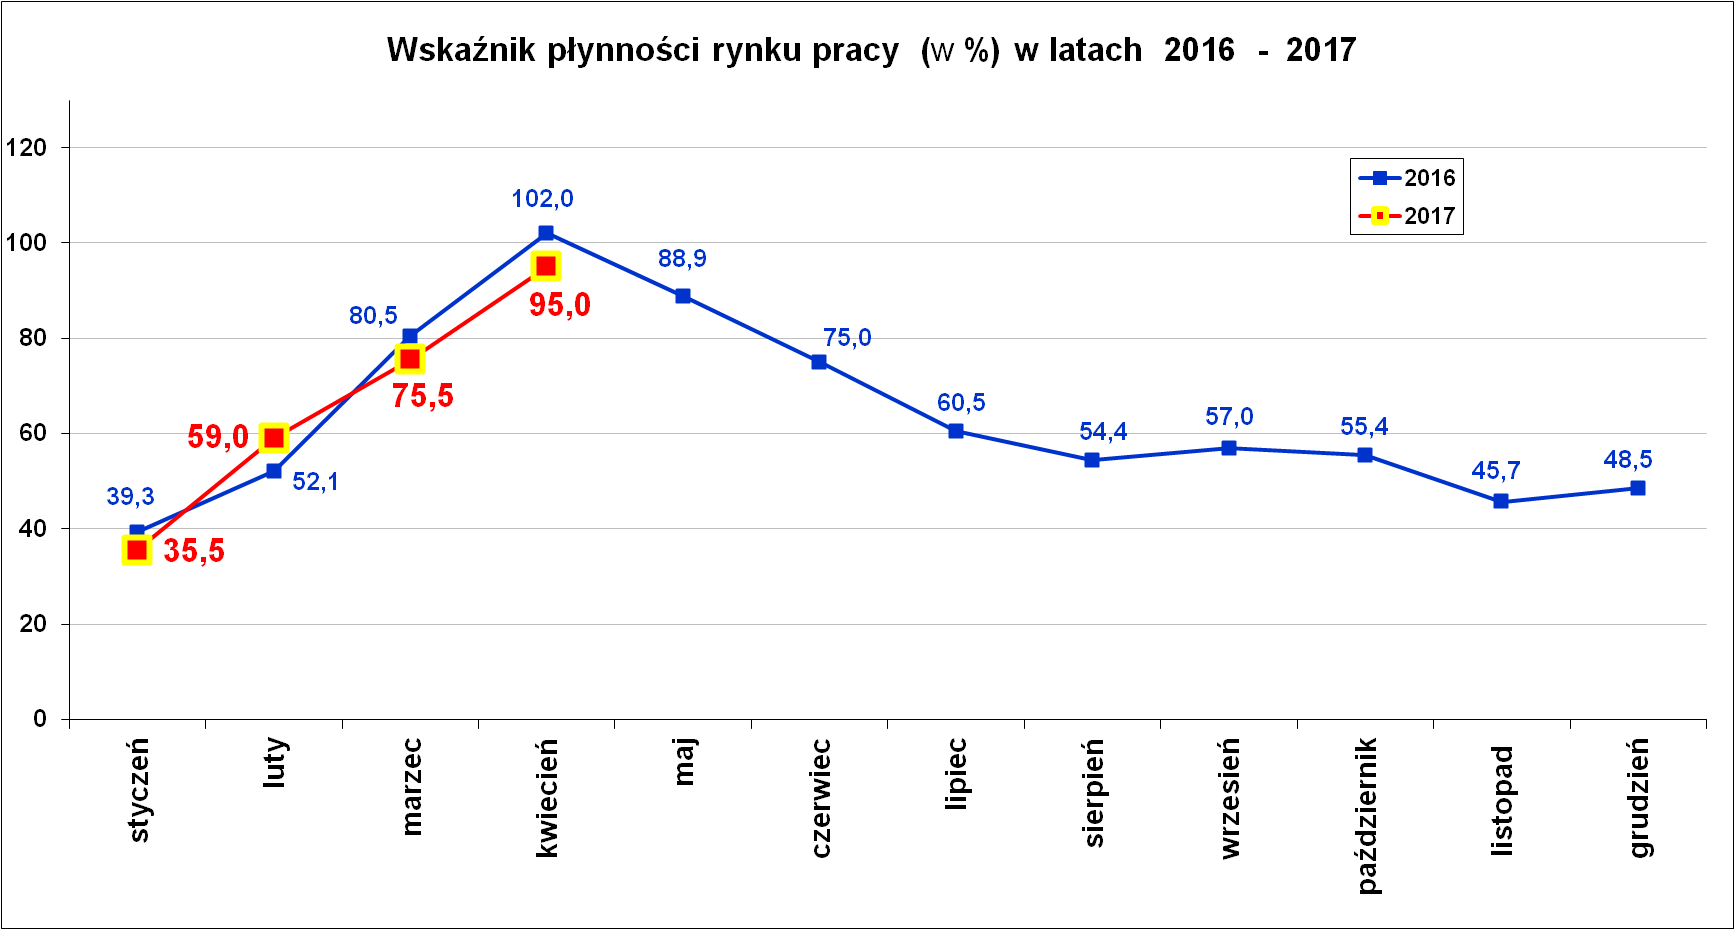 Wskaźnik płynności rynku pracy (w %) w latach 2016 - 2017
120
100
80
60
40
20
0
2016
2017
39,3
52,1
80,5
102,0
88,9
75,0
60,5
54,4
57,0
55,4
45,7
48,5
35,5
59,0
75,5
95,0
styczeń
luty
marzec
kwiecień
maj
czerwiec
lipiec
sierpień
wrzesień
październik
listopad
grudzień